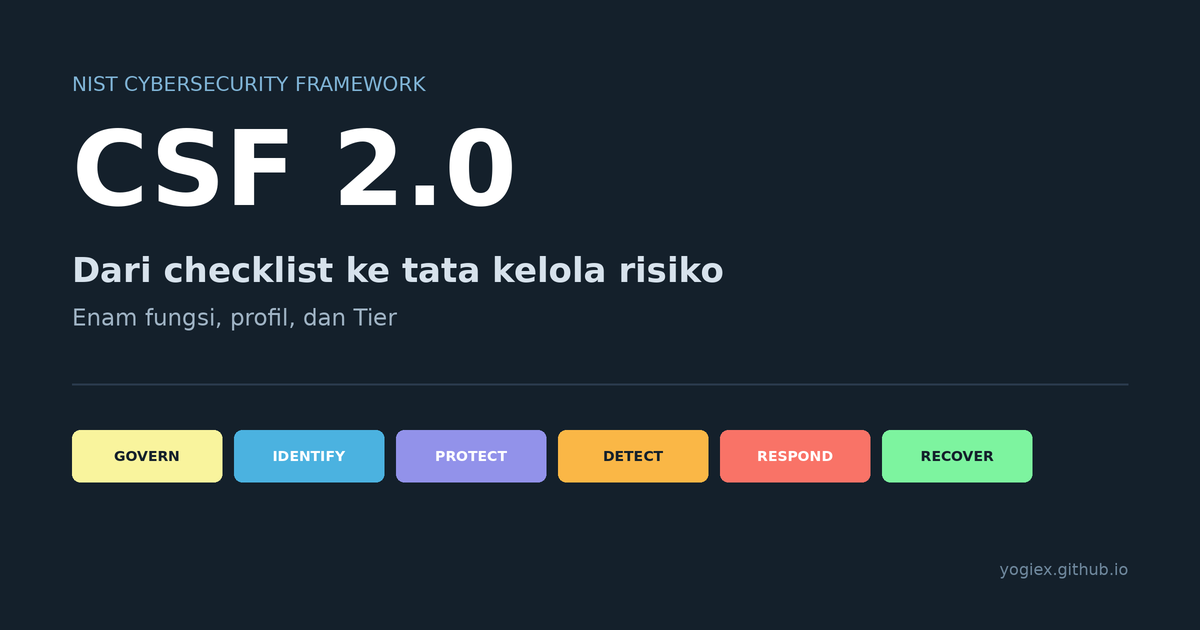 NIST CYBERSECURITY FRAMEWORK
CSF 2.0
Dari checklist ke tata kelola risiko
Enam fungsi, profil, dan Tier
GOVERN IDENTIFY PROTECT DETECT RESPOND RECOVER
yogiex.github.io